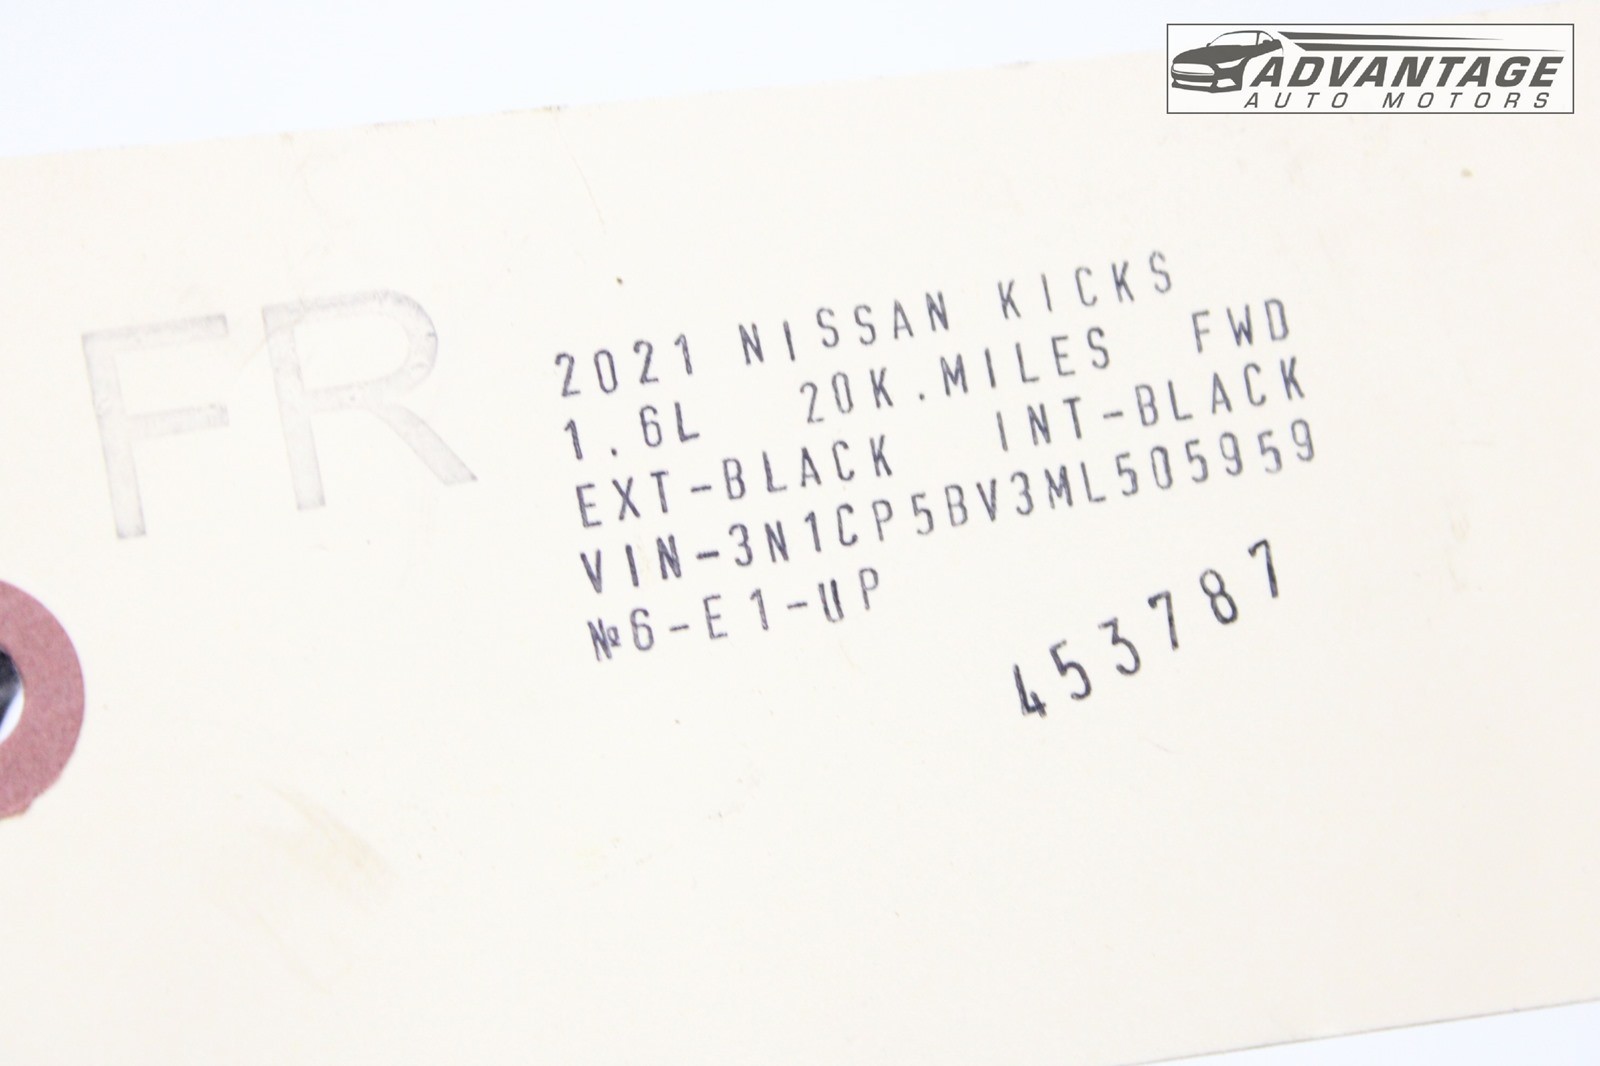 ADVANTAGE
AUTO MOTORS
FR
2021 NISSAN KICKS
1.6L 20K.MILES FWD
EXT-BLACK INT-BLACK
VIN-3N1CP5BV3ML505959
№6-E1-UP
453787